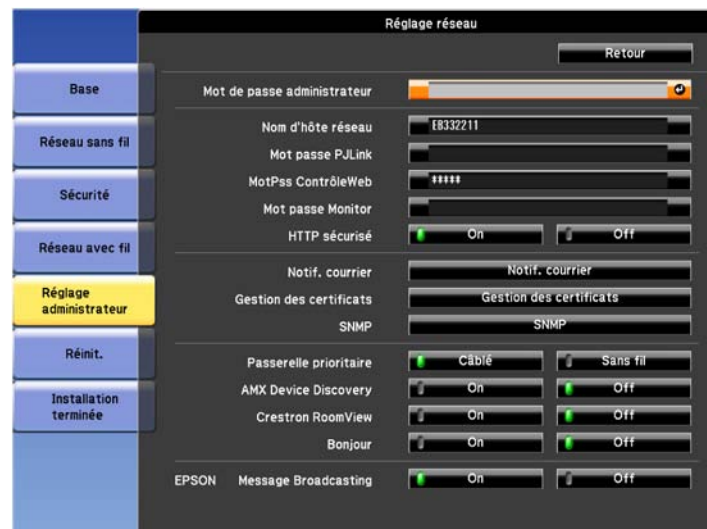 Réglage réseau
Retour
Base
Réseau sans fil
Sécurité
Réseau avec fil
Réglage
administrateur
Réinit.
Installation
terminée
Mot de passe administrateur
Nom d'hôte réseau EB332211
Mot passe PJLink
MotPss ContrôleWeb *****
Mot passe Monitor
HTTP sécurisé On Off
Notif. courrier Notif. courrier
Gestion des certificats Gestion des certificats
SNMP SNMP
Passerelle prioritaire Câblé Sans fil
AMX Device Discovery On Off
Crestron RoomView On Off
Bonjour On Off
EPSON Message Broadcasting On Off